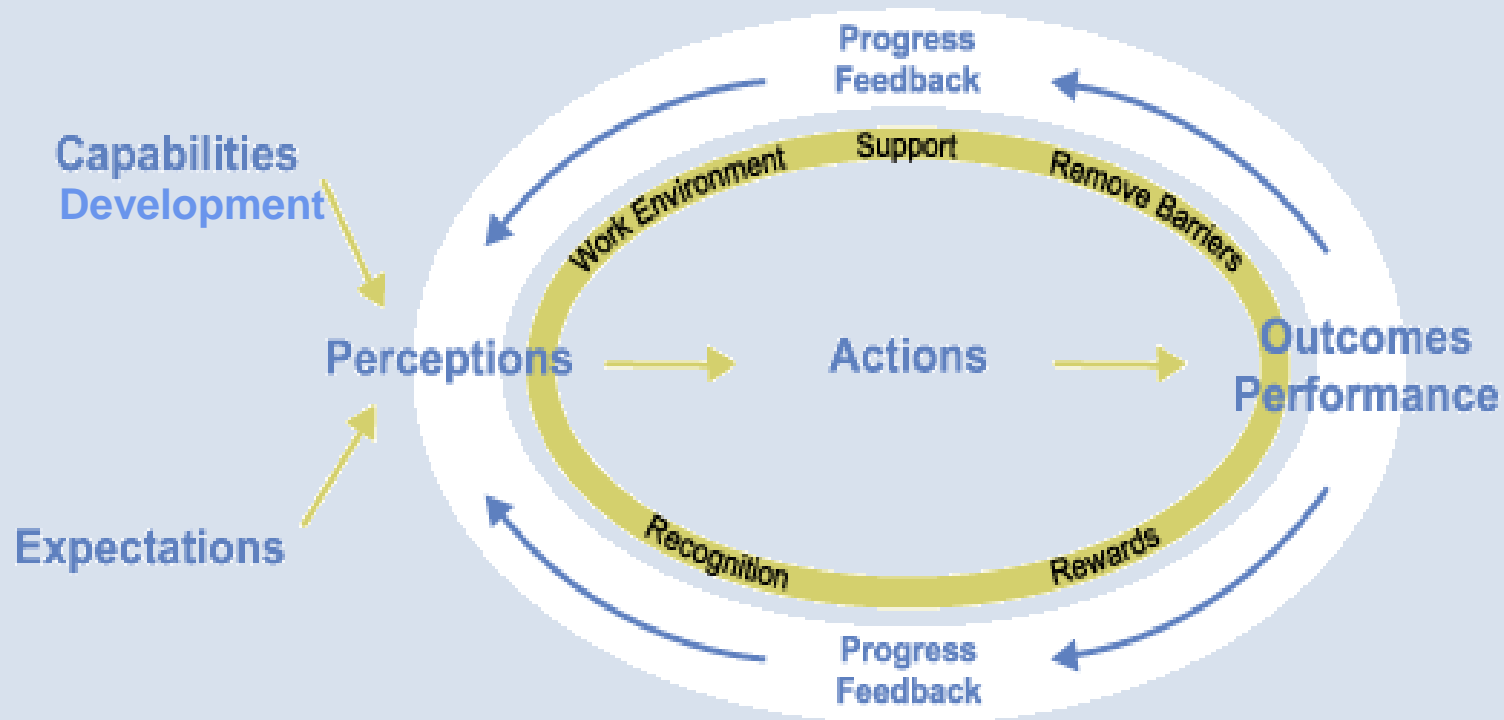 Progress
Feedback
Capabilities
Development
Work Environment
Support
Remove Barriers
Perceptions
Actions
Outcomes
Performance
Expectations
Recognition
Rewards
Progress
Feedback